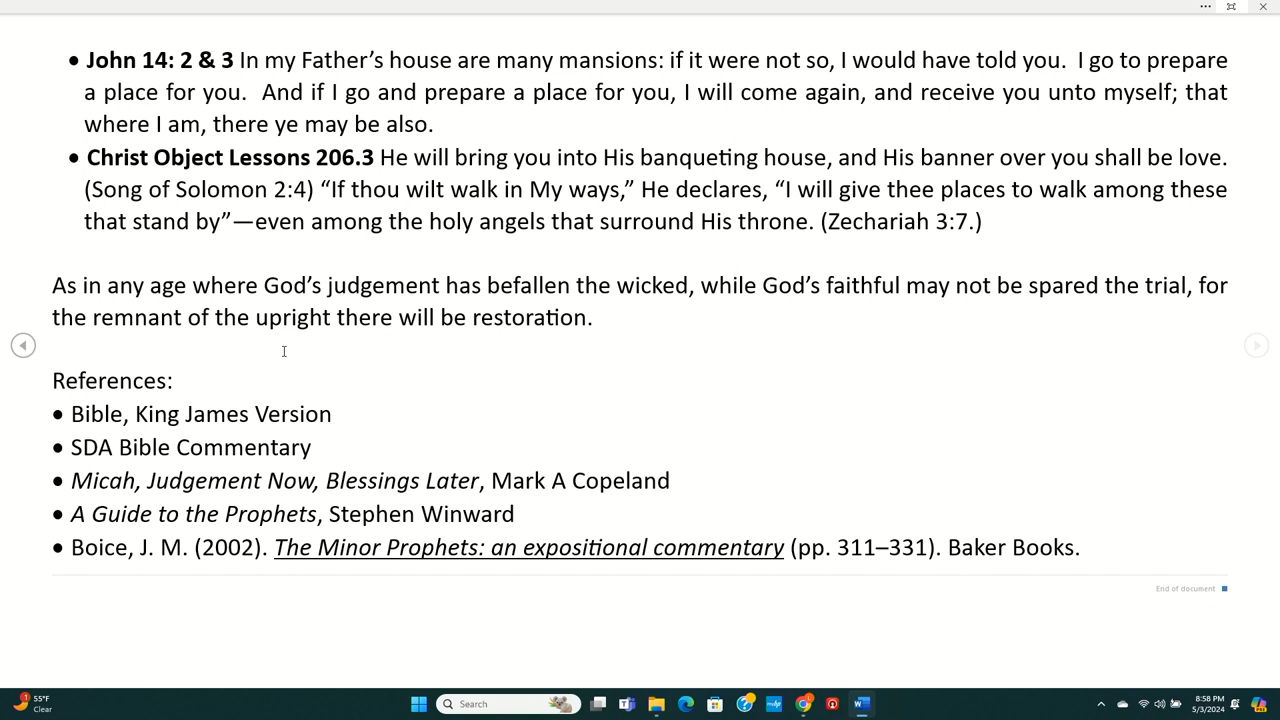 • John 14: 2 & 3 In my Father’s house are many mansions: if it were not so, I would have told you.  I go to prepare
a place for you.  And if I go and prepare a place for you, I will come again, and receive you unto myself; that
where I am, there ye may be also.
• Christ Object Lessons 206.3 He will bring you into His banqueting house, and His banner over you shall be love.
(Song of Solomon 2:4) “If thou wilt walk in My ways,” He declares, “I will give thee places to walk among these
that stand by”—even among the holy angels that surround His throne. (Zechariah 3:7.)
As in any age where God’s judgement has befallen the wicked, while God’s faithful may not be spared the trial, for
the remnant of the upright there will be restoration.
References:
• Bible, King James Version
• SDA Bible Commentary
• Micah, Judgement Now, Blessings Later, Mark A Copeland
• A Guide to the Prophets, Stephen Winward
• Boice, J. M. (2002). The Minor Prophets: an expositional commentary (pp. 311–331). Baker Books.
End of document
1
55°F
Clear
Search
8:58 PM
5/3/2024